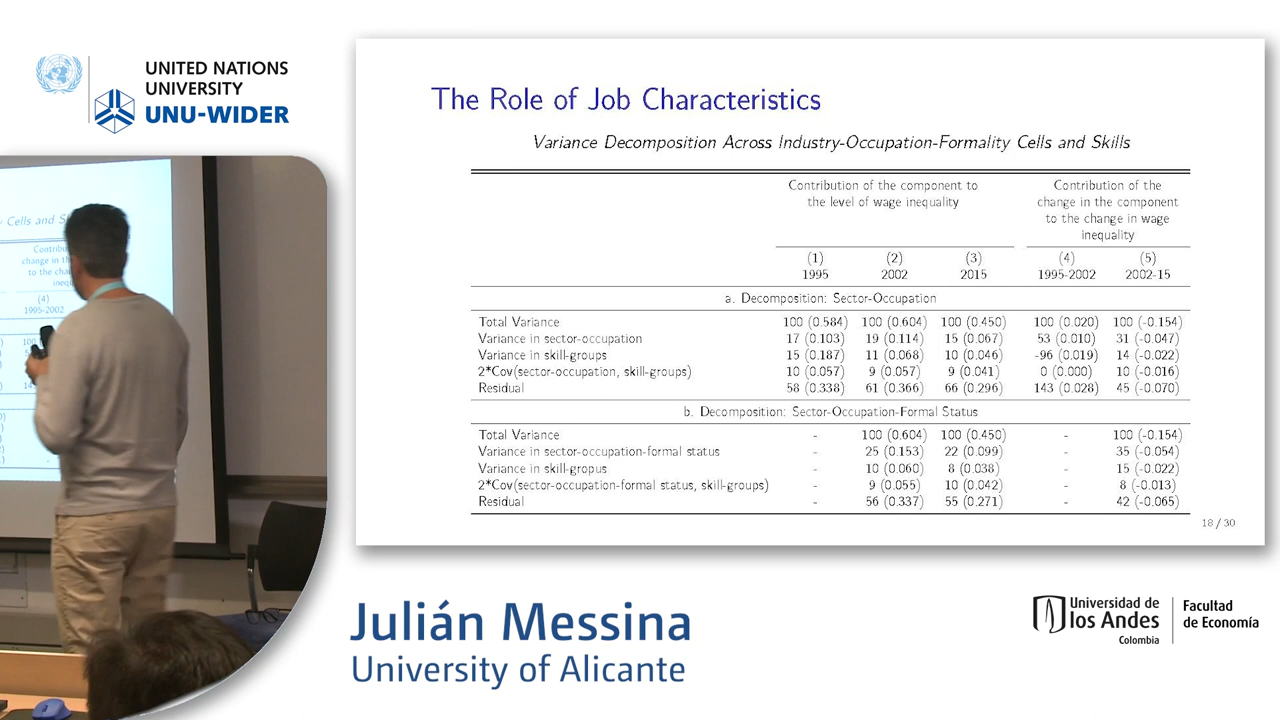 UNITED NATIONS
UNIVERSITY
UNU-WIDER
The Role of Job Characteristics
Variance Decomposition Across Industry-Occupation-Formality Cells and Skills
Contribution of the component to
the level of wage inequality
Contribution of the
change in the component
to the change in wage
inequality
(1) (2) (3) (4) (5)
1995 2002 2015 1995-2002 2002-15
a. Decomposition: Sector-Occupation
Total Variance 100 (0.584) 100 (0.604) 100 (0.450) 100 (0.020) 100 (-0.154)
Variance in sector-occupation 17 (0.103) 19 (0.114) 15 (0.067) 53 (0.010) 31 (-0.047)
Variance in skill-groups 15 (0.187) 11 (0.068) 10 (0.046) -96 (0.019) 14 (-0.022)
2*Cov(sector-occupation, skill-groups) 10 (0.057) 9 (0.057) 9 (0.041) 0 (0.000) 10 (-0.016)
Residual 58 (0.338) 61 (0.366) 66 (0.296) 143 (0.028) 45 (-0.070)
b. Decomposition: Sector-Occupation-Formal Status
Total Variance - 100 (0.604) 100 (0.450) - 100 (-0.154)
Variance in sector-occupation-formal status - 25 (0.153) 22 (0.099) - 35 (-0.054)
Variance in skill-gropus - 10 (0.060) 8 (0.038) - 15 (-0.022)
2*Cov(sector-occupation-formal status, skill-groups) - 9 (0.055) 10 (0.042) - 8 (-0.013)
Residual - 56 (0.337) 55 (0.271) - 42 (-0.065)
18 / 30
Cells and
change in
to the
(4)
1995-2002
Julián Messina
University of Alicante
Universidad de
los Andes
Colombia
Facultad
de Economía